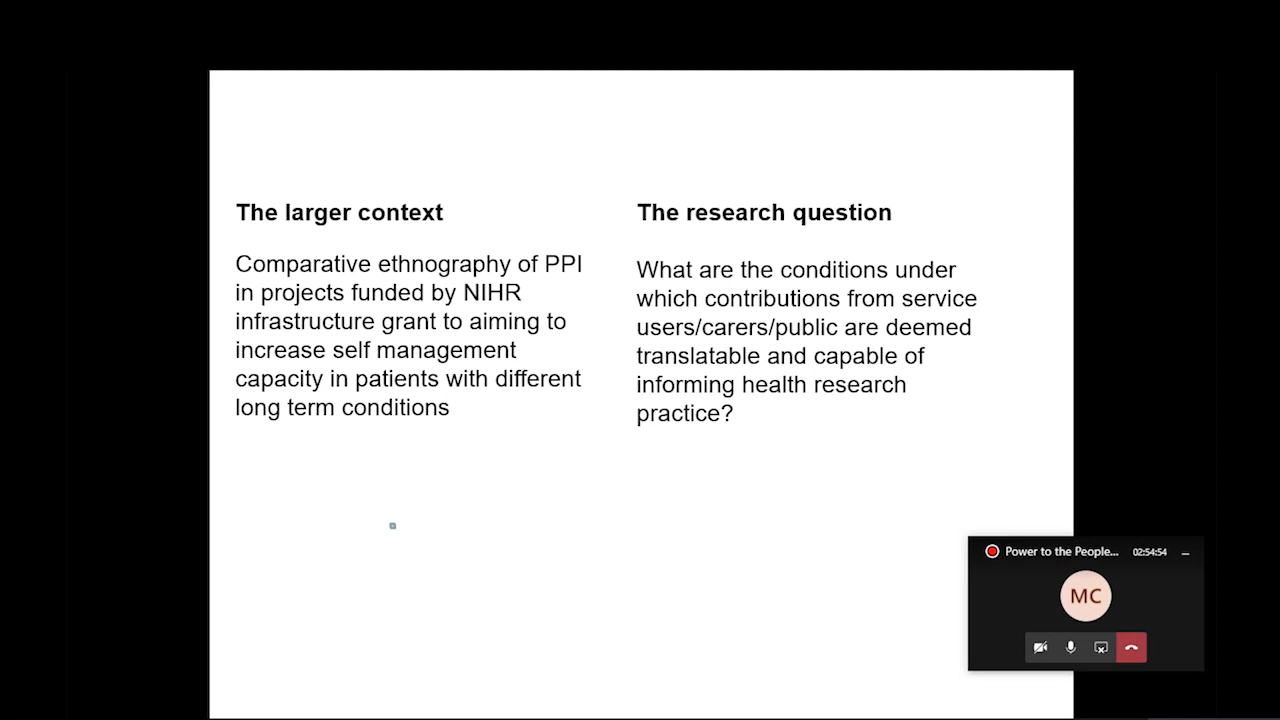 The larger context
Comparative ethnography of PPI
in projects funded by NIHR
infrastructure grant to aiming to
increase self management
capacity in patients with different
long term conditions
The research question
What are the conditions under
which contributions from service
users/carers/public are deemed
translatable and capable of
informing health research
practice?
Power to the People...
02:54:54
MC